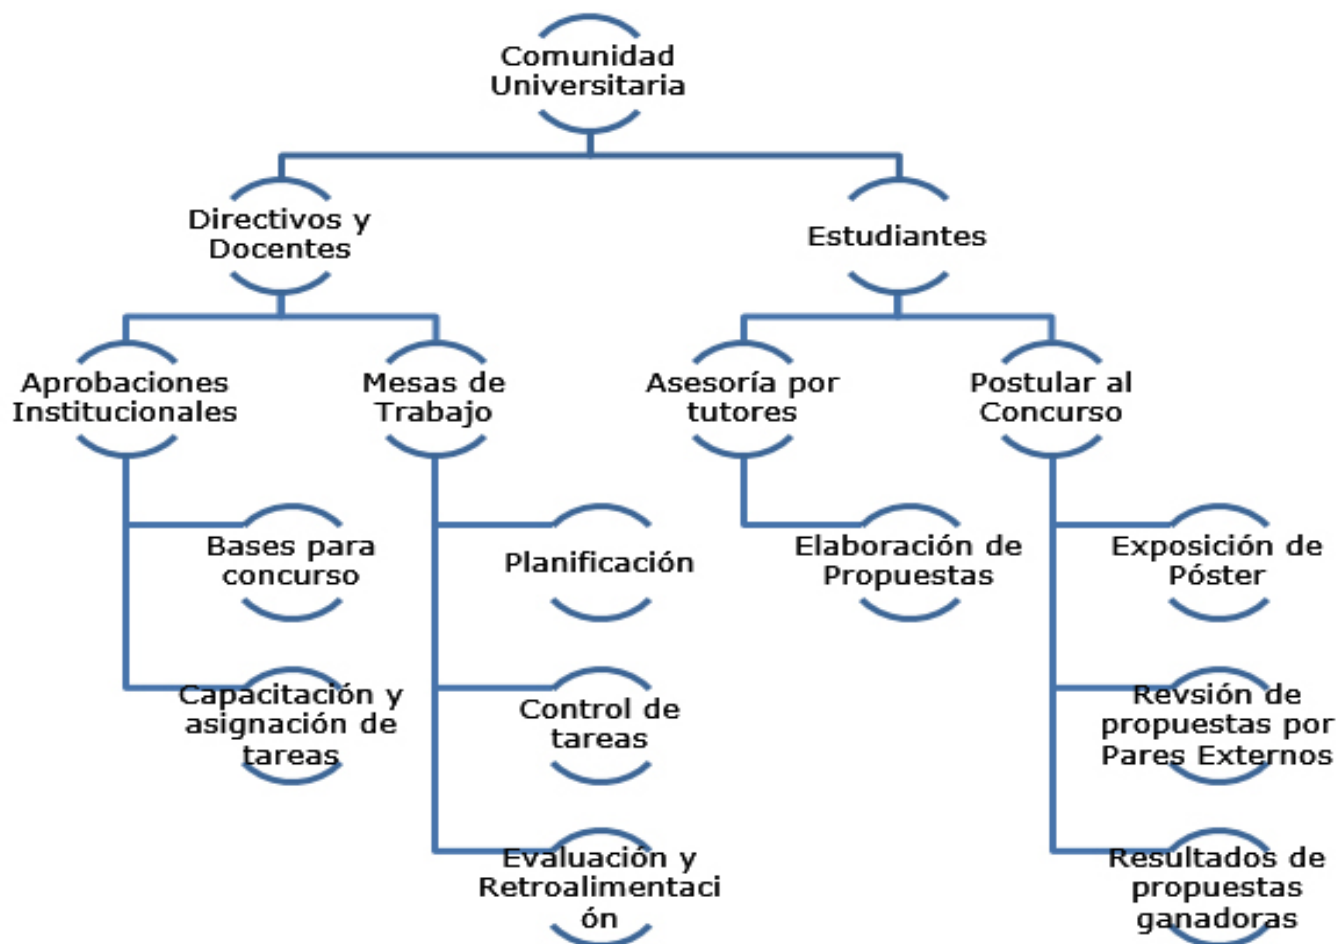 Comunidad
Universitaria
Directivos y
Docentes
Estudiantes
Aprobaciones
Institucionales
Mesas de
Trabajo
Asesoría por
tutores
Postular al
Concurso
Bases para
concurso
Planificación
Elaboración de
Propuestas
Exposición de
Póster
Capacitación y
asignación de
tareas
Control de
tareas
Revsión de
propuestas por
Pares Externos
Evaluación y
Retroalimentaci
ón
Resultados de
propuestas
ganadoras